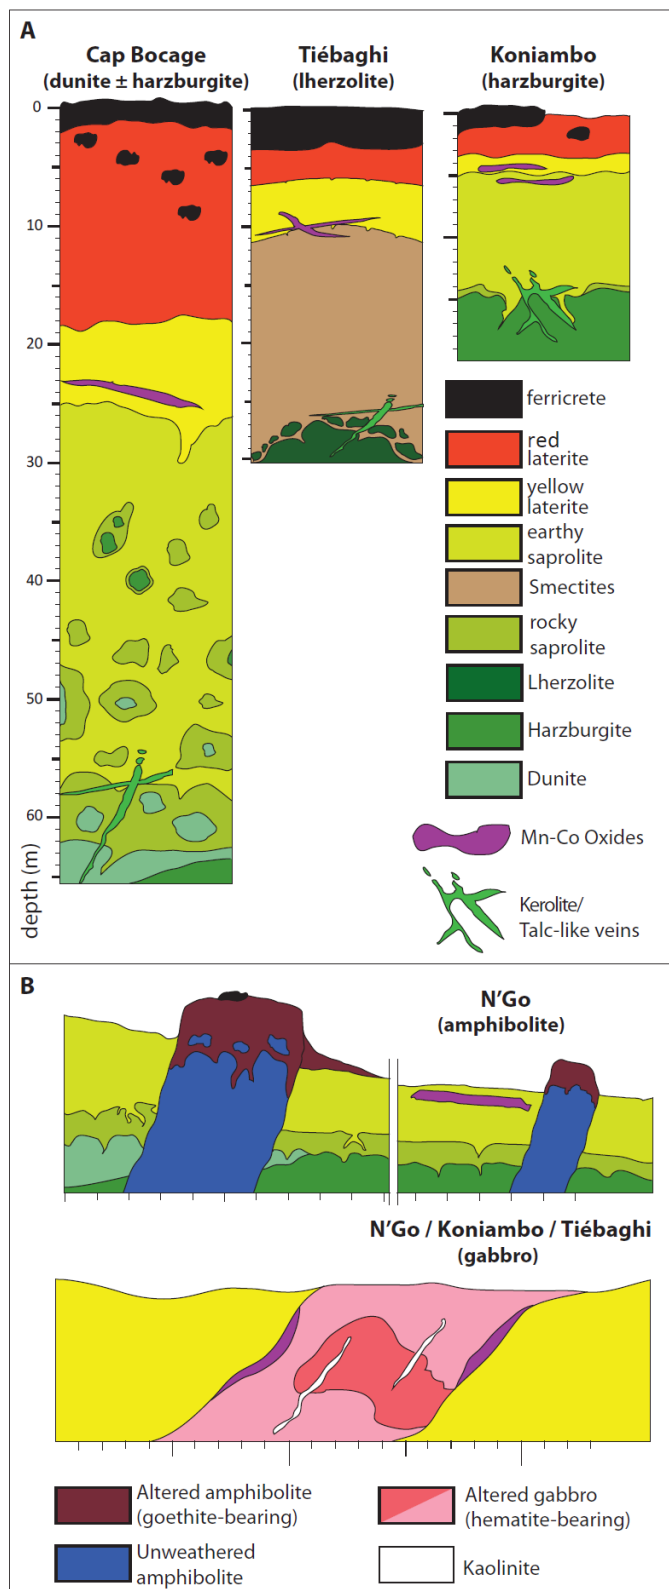 A
Cap Bocage
(dunite ± harzburgite)
Tiébaghi
(lherzolite)
Koniambo
(harzburgite)
0
10
20
30
40
50
60
depth (m)
ferricrete
red
laterite
yellow
laterite
earthy
saprolite
Smectites
rocky
saprolite
Lherzolite
Harzburgite
Dunite
Mn-Co Oxides
Kerolite/
Talc-like veins
B
N'Go
(amphibolite)
N'Go / Koniambo / Tiébaghi
(gabbro)
Altered amphibolite
(goethite-bearing)
Altered gabbro
(hematite-bearing)
Unweathered
amphibolite
Kaolinite